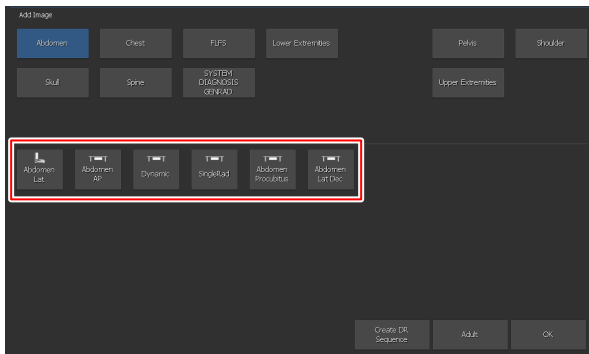 Add Image
Abdomen
Chest
FLFS
Lower Extremities
Pelvis
Shoulder
Skull
Spine
SYSTEM
DIAGNOSIS
GENRAD
Upper Extremities
Abdomen
Lat
Abdomen
AP
Dynamic
SingleRad
Abdomen
Procubitus
Abdomen
Lat Dec
Create DR
Sequence
Adult
OK